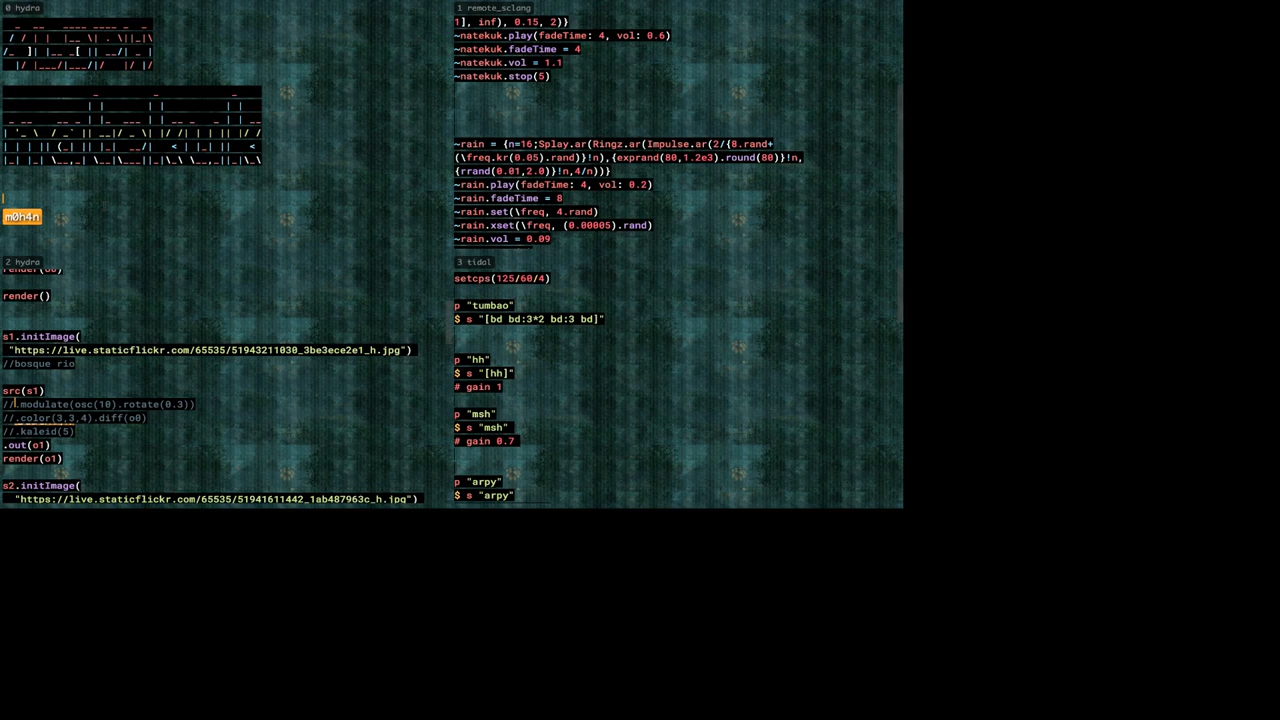 0 hydra
m0h4n
1 remote_sclang
1], inf), 0.15, 2)}
~natekuk.play(fadeTime: 4, vol: 0.6)
~natekuk.fadeTime = 4
~natekuk.vol = 1.1
~natekuk.stop(5)
~rain = {n=16;Splay.ar(Ringz.ar(Impulse.ar(2/{8.rand+
(\freq.kr(0.05).rand)}!n),{exprand(80,1.2e3).round(80)}!n,
{rrand(0.01,2.0)}!n,4/n))}
~rain.play(fadeTime: 4, vol: 0.2)
~rain.fadeTime = 8
~rain.set(\freq, 4.rand)
~rain.xset(\freq, (0.00005).rand)
~rain.vol = 0.09
2 hydra
render(o0)
render()
s1.initImage(
"https://live.staticflickr.com/65535/51943211030_3be3ece2e1_h.jpg")
//bosque rio
src(s1)
//.modulate(osc(10).rotate(0.3))
//.color(3,3,4).diff(o0)
//.kaleid(5)
.out(o1)
render(o1)
s2.initImage(
"https://live.staticflickr.com/65535/51941611442_1ab487963c_h.jpg")
3 tidal
setcps(125/60/4)
p "tumbao"
$ s "[bd bd:3*2 bd:3 bd]"
p "hh"
$ s "[hh]"
# gain 1
p "msh"
$ s "msh"
# gain 0.7
p "arpy"
$ s "arpy"